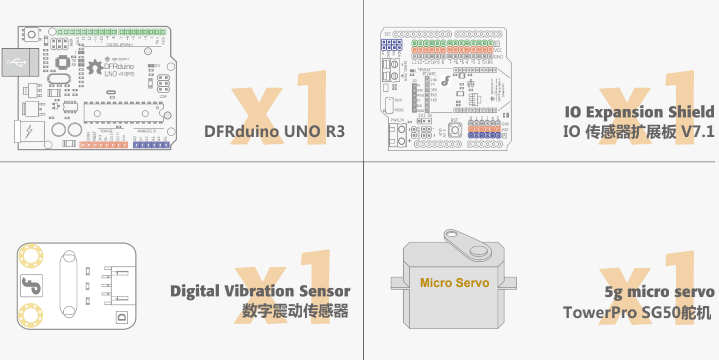 DFRduino
UNO
x1
DFRduino UNO R3
x1
IO Expansion Shield
IO 传感器扩展板 V7.1
D
x1
Digital Vibration Sensor
数字震动传感器
Micro Servo
x1
5g micro servo
TowerPro SG50舵机